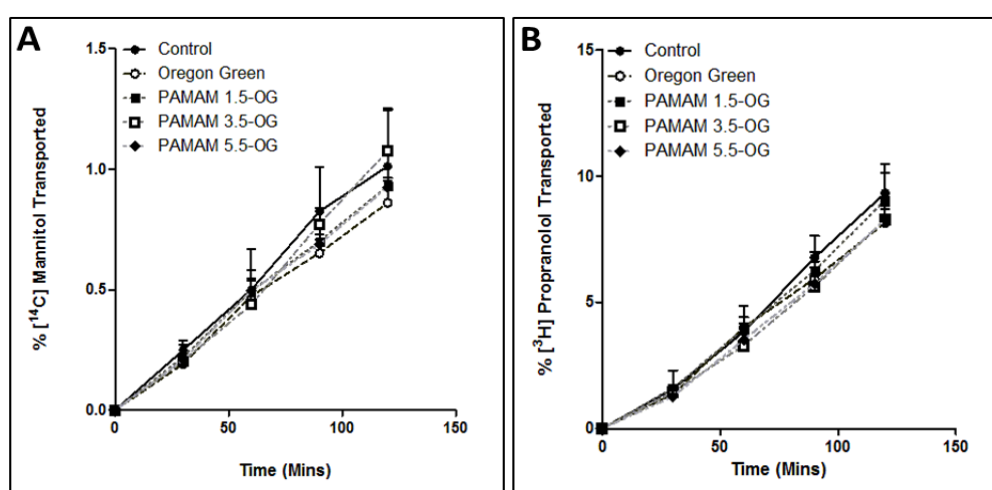 A
% [¹⁴C] Mannitol Transported
1.5
1.0
0.5
0.0
Control
Oregon Green
PAMAM 1.5-OG
PAMAM 3.5-OG
PAMAM 5.5-OG
0
50
100
150
Time (Mins)
B
% [³H] Propranolol Transported
15
10
5
0
Control
Oregon Green
PAMAM 1.5-OG
PAMAM 3.5-OG
PAMAM 5.5-OG
0
50
100
150
Time (Mins)